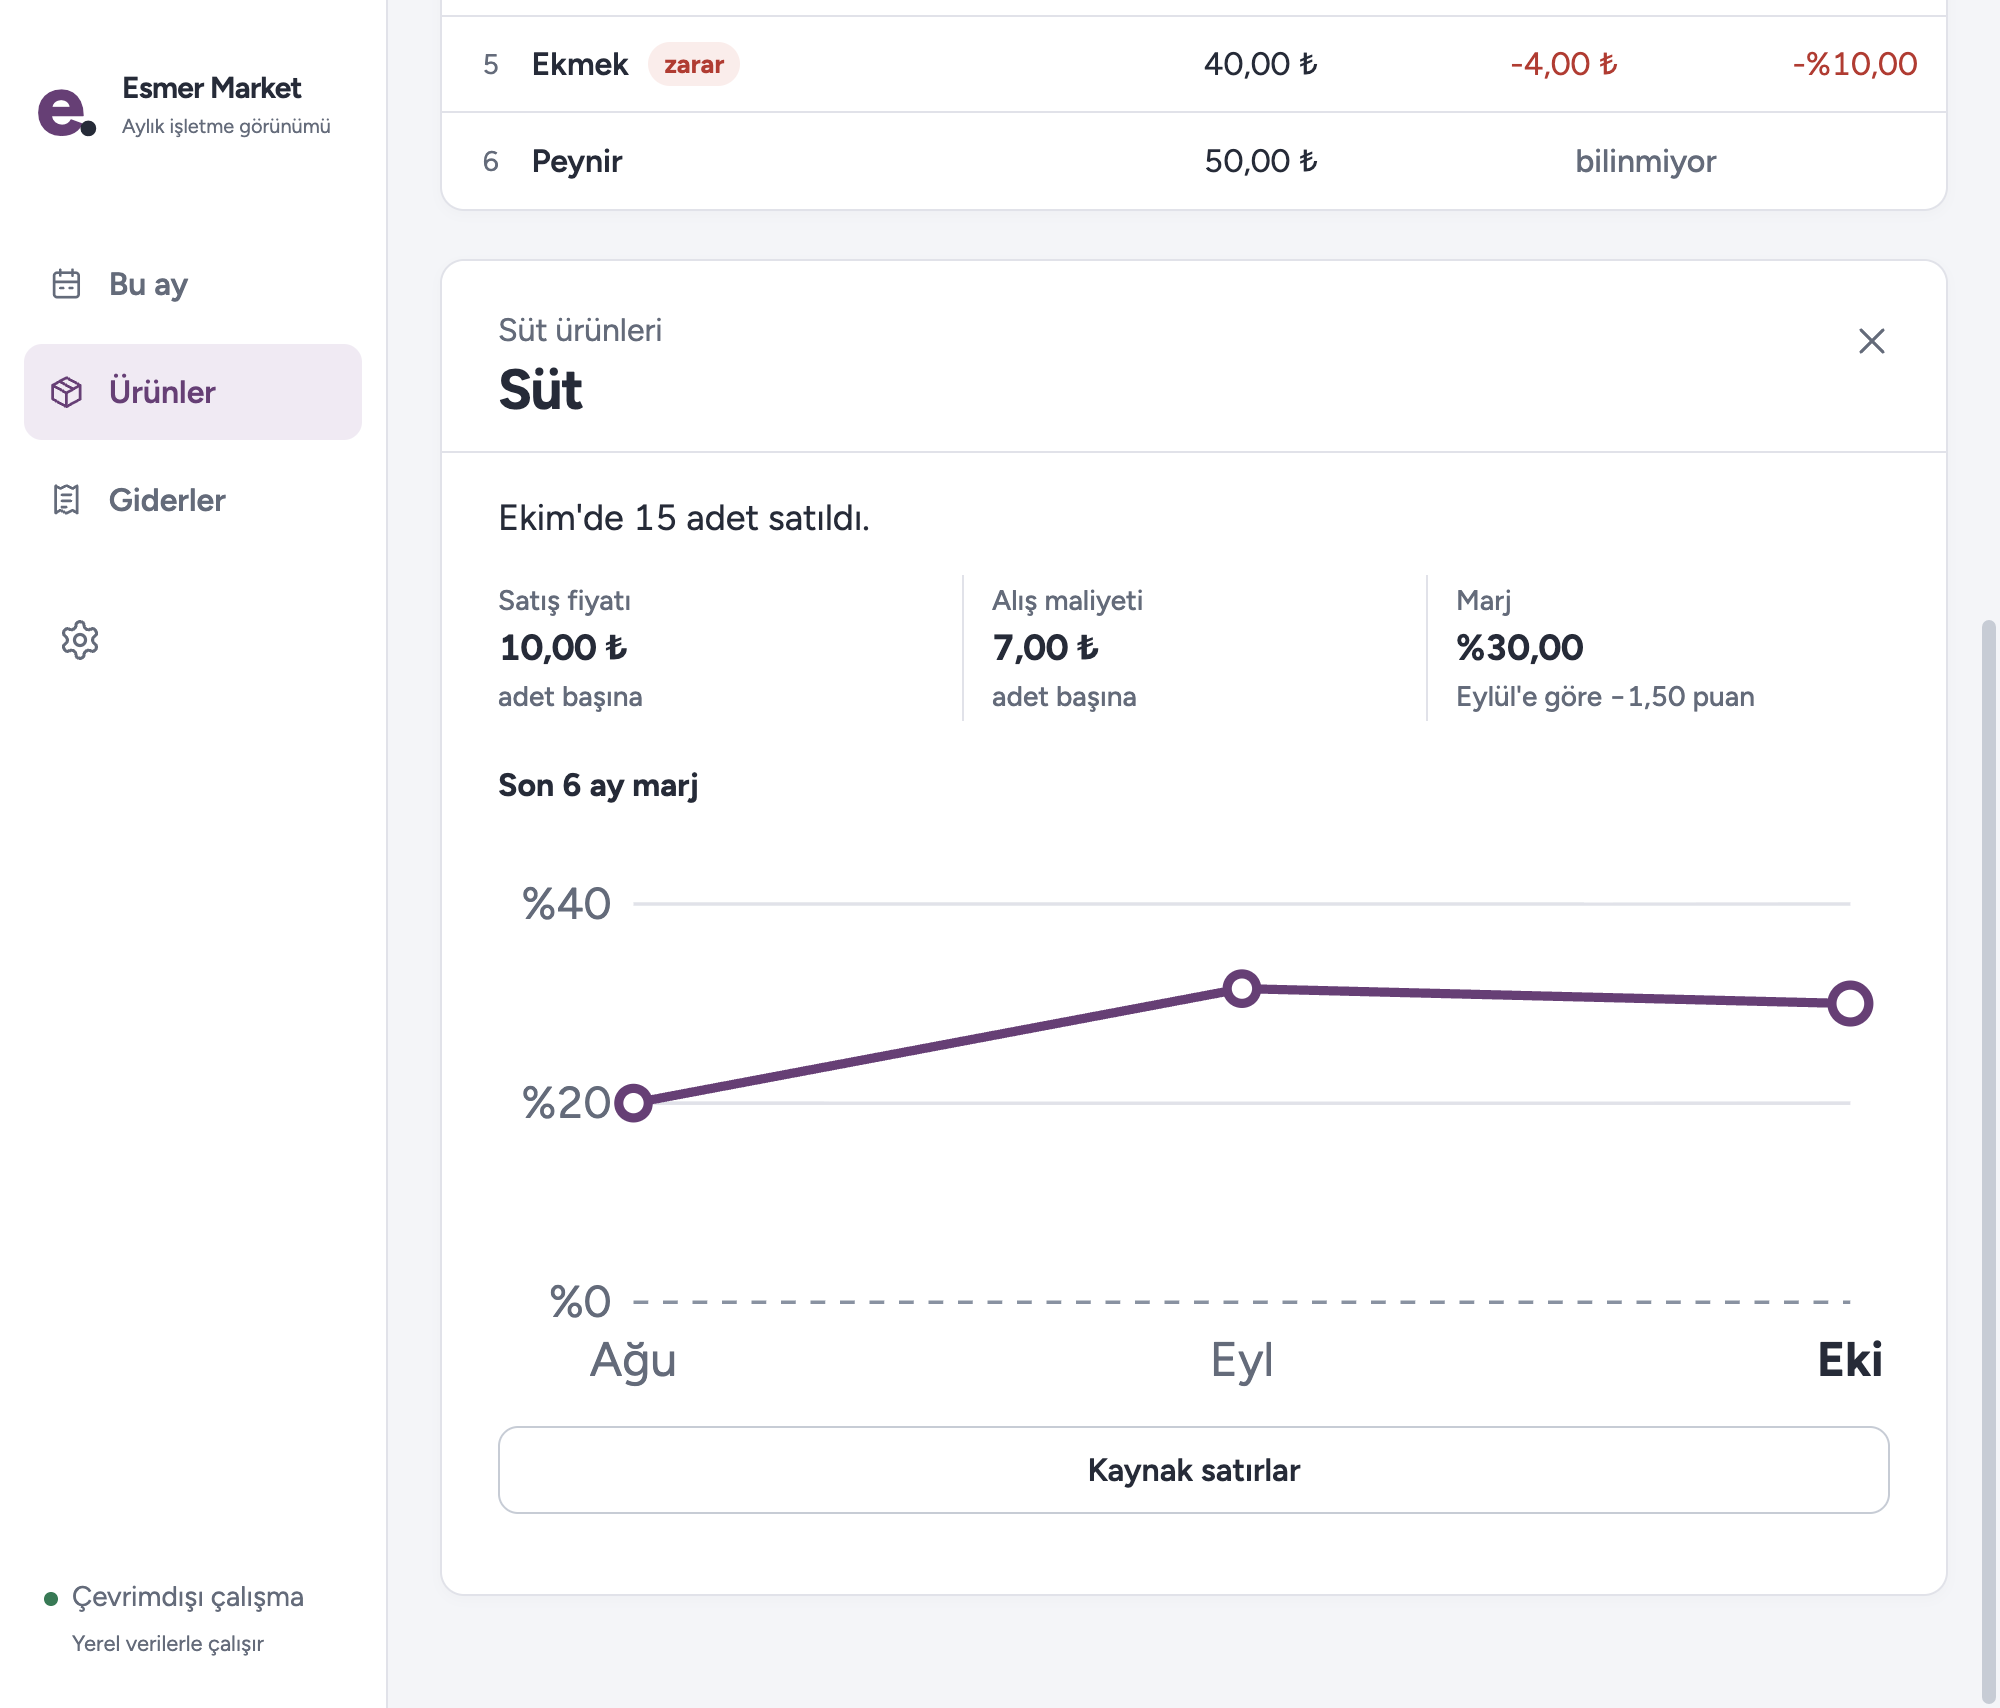 e.
Esmer Market
Aylık işletme görünümü
Bu ay
Ürünler
Giderler
Çevrimdışı çalışma
Yerel verilerle çalışır
5 Ekmek zarar 40,00 ₺ -4,00 ₺ -%10,00
6 Peynir 50,00 ₺ bilinmiyor
Süt ürünleri
Süt
Ekim'de 15 adet satıldı.
Satış fiyatı
10,00 ₺
adet başına
Alış maliyeti
7,00 ₺
adet başına
Marj
%30,00
Eylül'e göre −1,50 puan
Son 6 ay marj
%40
%20
%0
Ağu Eyl Eki
Kaynak satırlar